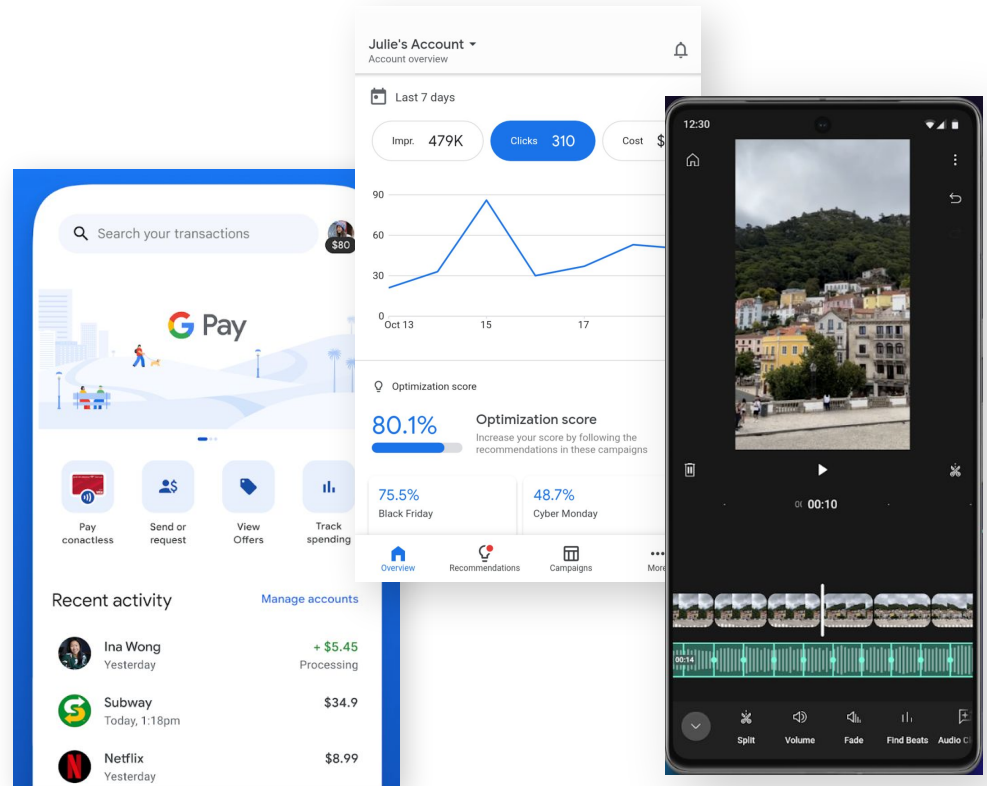 Search your transactions
$80
G Pay
Pay
conactless
Send or
request
View
Offers
Track
spending
Recent activity
Manage accounts
Ina Wong
+ $5.45
Yesterday
Processing
Subway
$34.9
Today, 1:18pm
Netflix
$8.99
Yesterday
Julie's Account
Account overview
Last 7 days
Impr. 479K
Clicks 310
Cost $
90
60
30
0
Oct 13 15 17
Optimization score
80.1%
Optimization score
Increase your score by following the
recommendations in these campaigns
75.5%
Black Friday
48.7%
Cyber Monday
Overview
Recommendations
Campaigns
More
12:30
00:10
00:14
Split
Volume
Fade
Find Beats
Audio